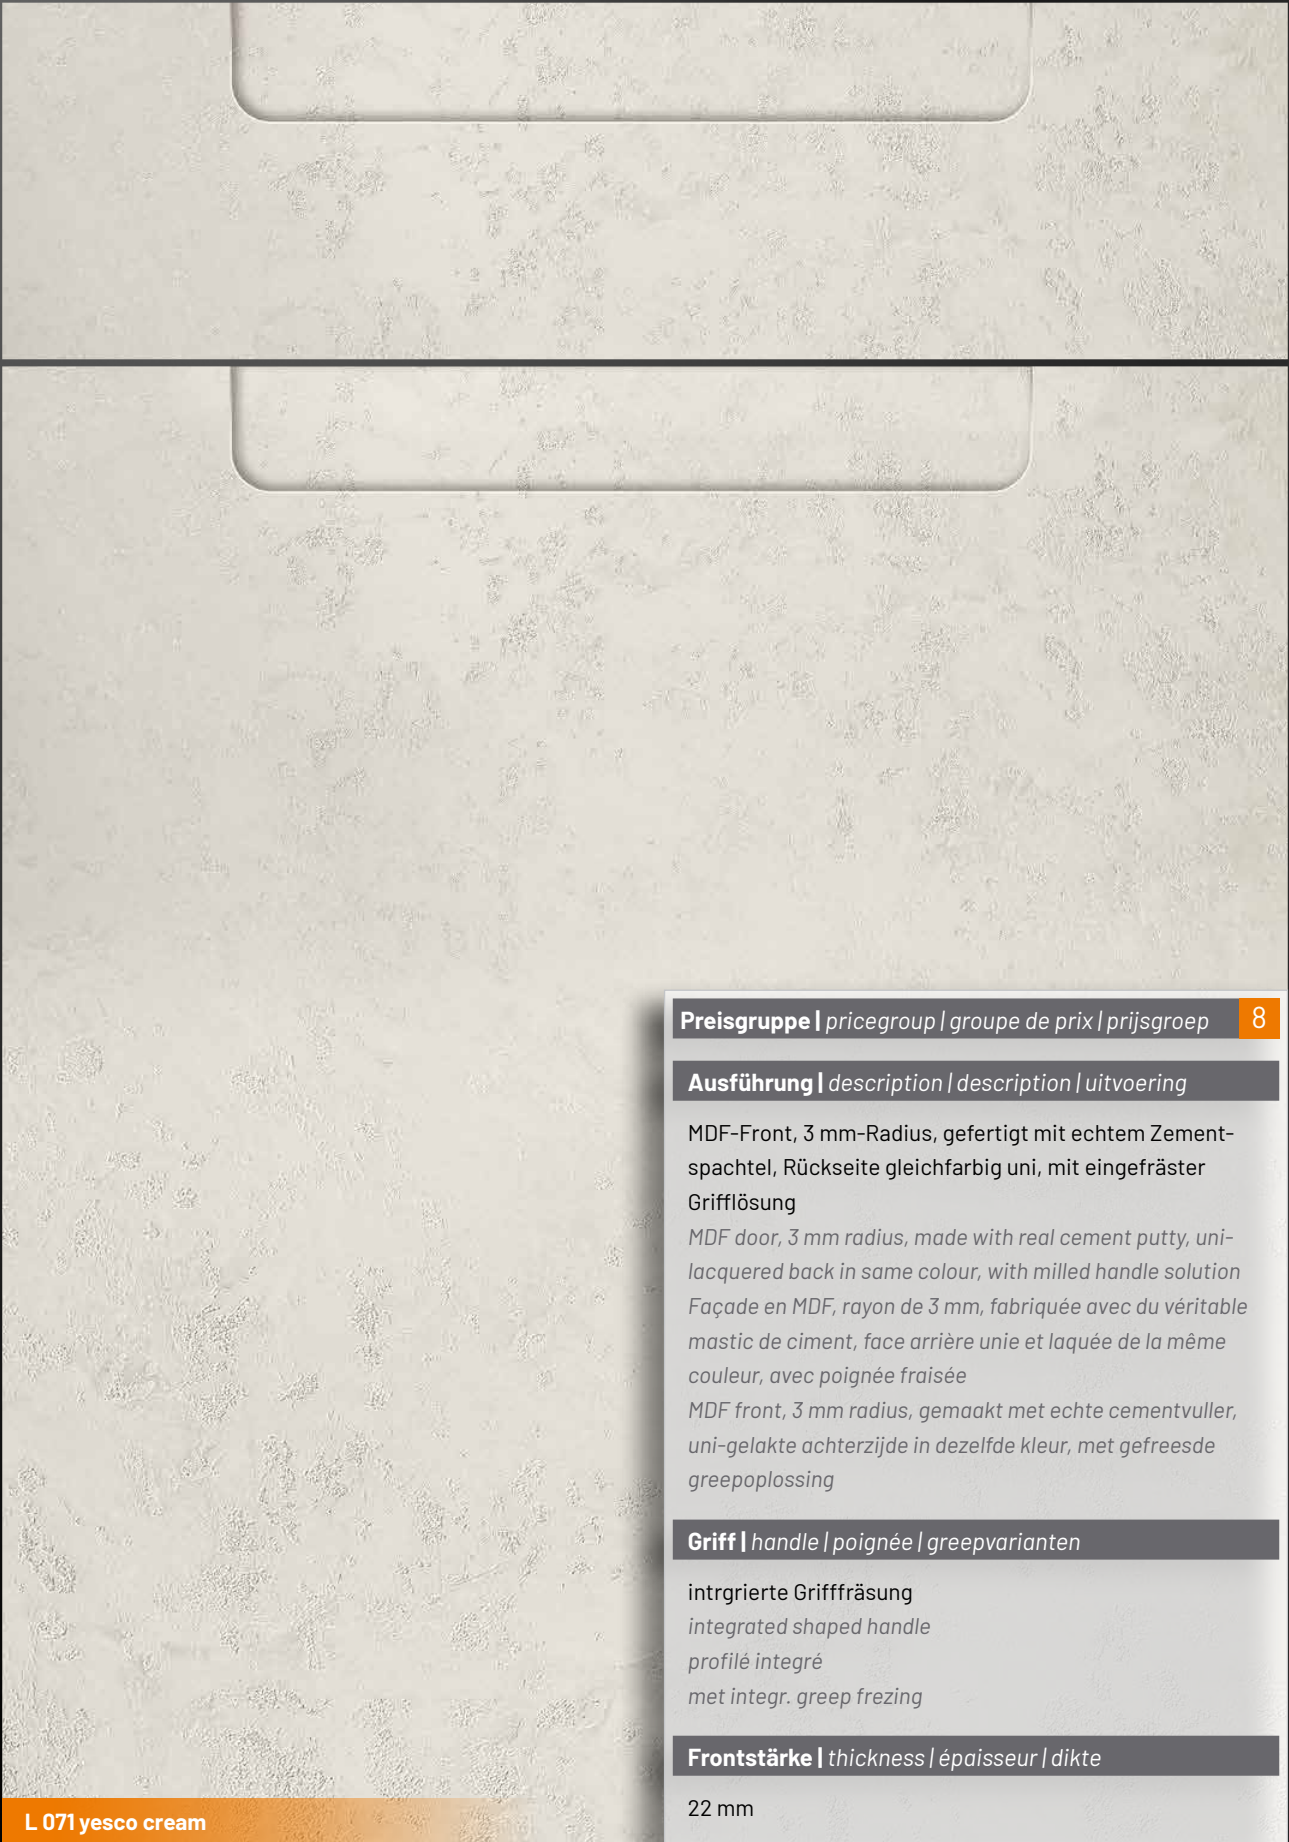 Preisgruppe | pricegroup | groupe de prix | prijsgroep 8
Ausführung | description | description | uitvoering
MDF-Front, 3 mm-Radius, gefertigt mit echtem Zement-
spachtel, Rückseite gleichfarbig uni, mit eingefräster
Grifflösung
MDF door, 3 mm radius, made with real cement putty, uni-
lacquered back in same colour, with milled handle solution
Façade en MDF, rayon de 3 mm, fabriquée avec du véritable
mastic de ciment, face arrière unie et laquée de la même
couleur, avec poignée fraisée
MDF front, 3 mm radius, gemaakt met echte cementvuller,
uni-gelakte achterzijde in dezelfde kleur, met gefreesde
greepoplossing
Griff | handle | poignée | greepvarianten
intrgrierte Grifffräsung
integrated shaped handle
profilé integré
met integr. greep frezing
Frontstärke | thickness | épaisseur | dikte
22 mm
L 071 yesco cream